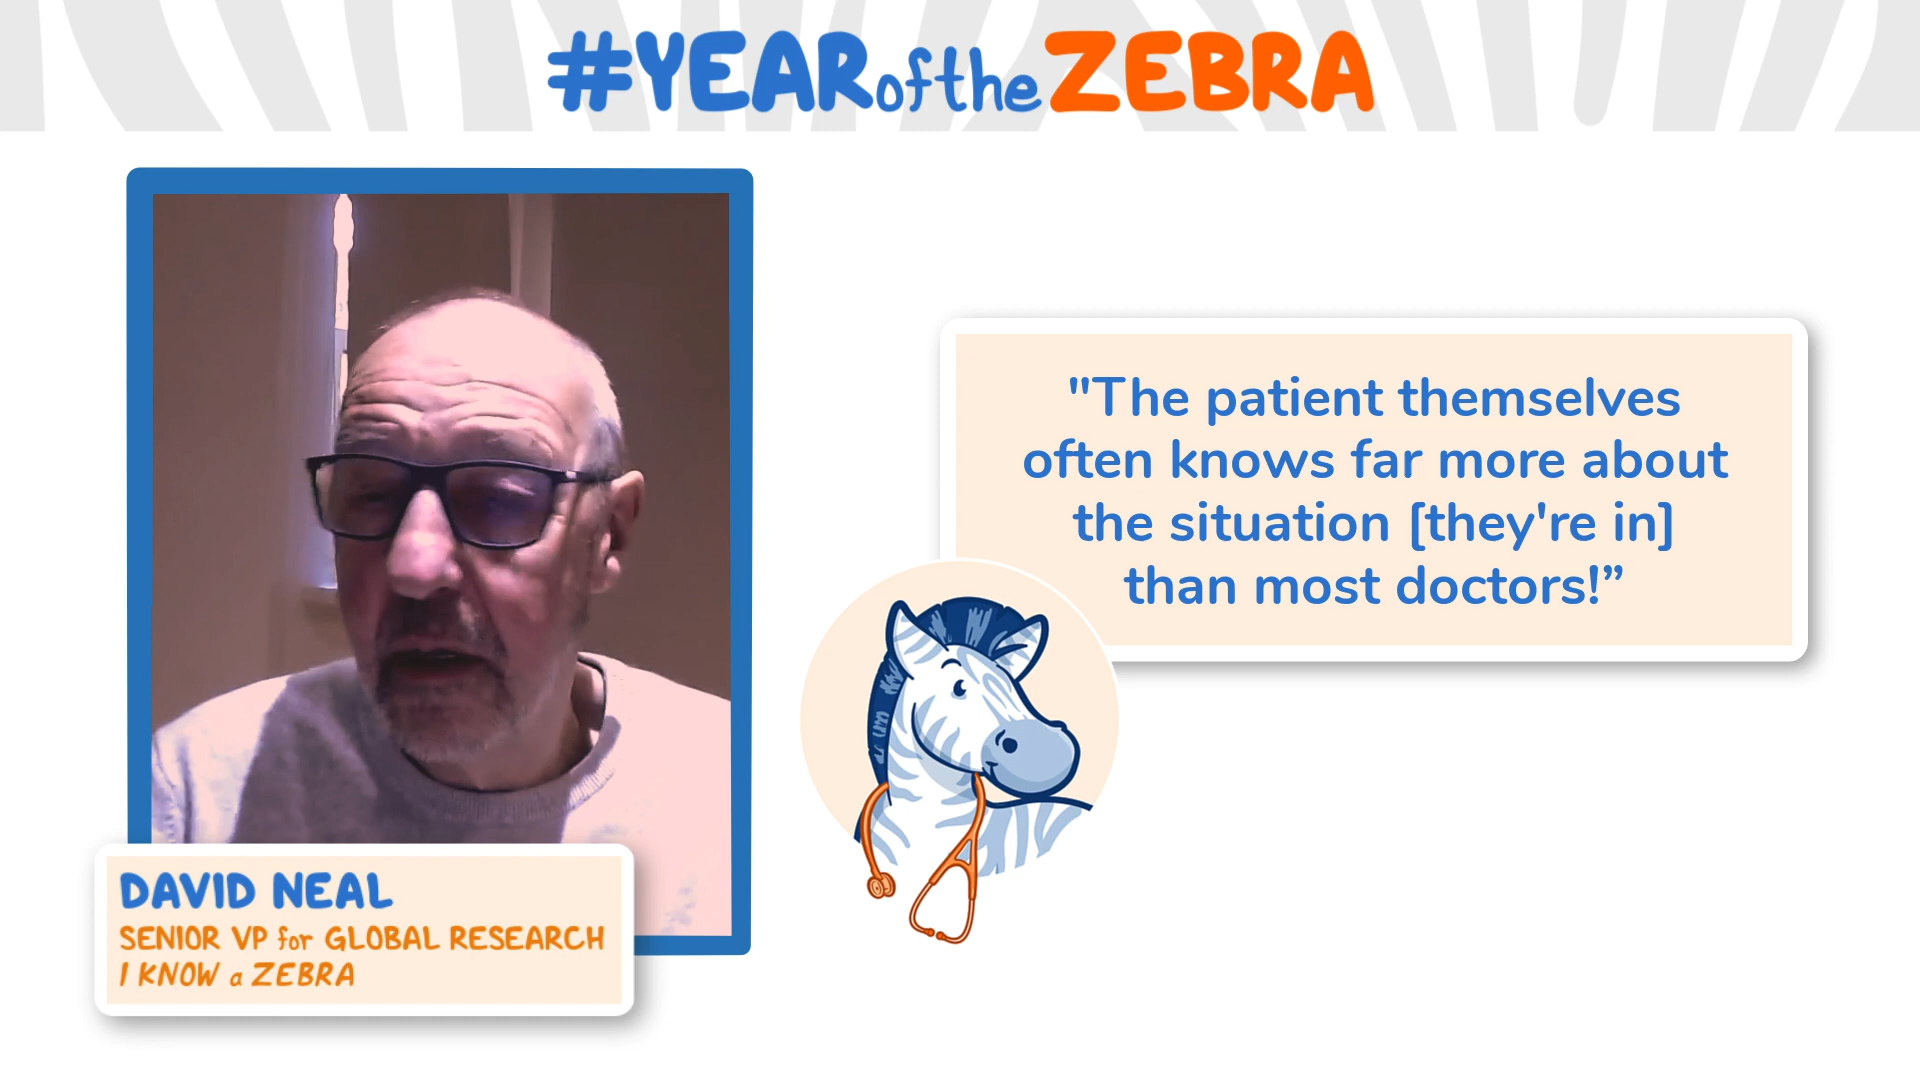 #YEARoftheZEBRA
"The patient themselves
often knows far more about
the situation [they're in]
than most doctors!”
DAVID NEAL
SENIOR VP for GLOBAL RESEARCH
I KNOW a ZEBRA